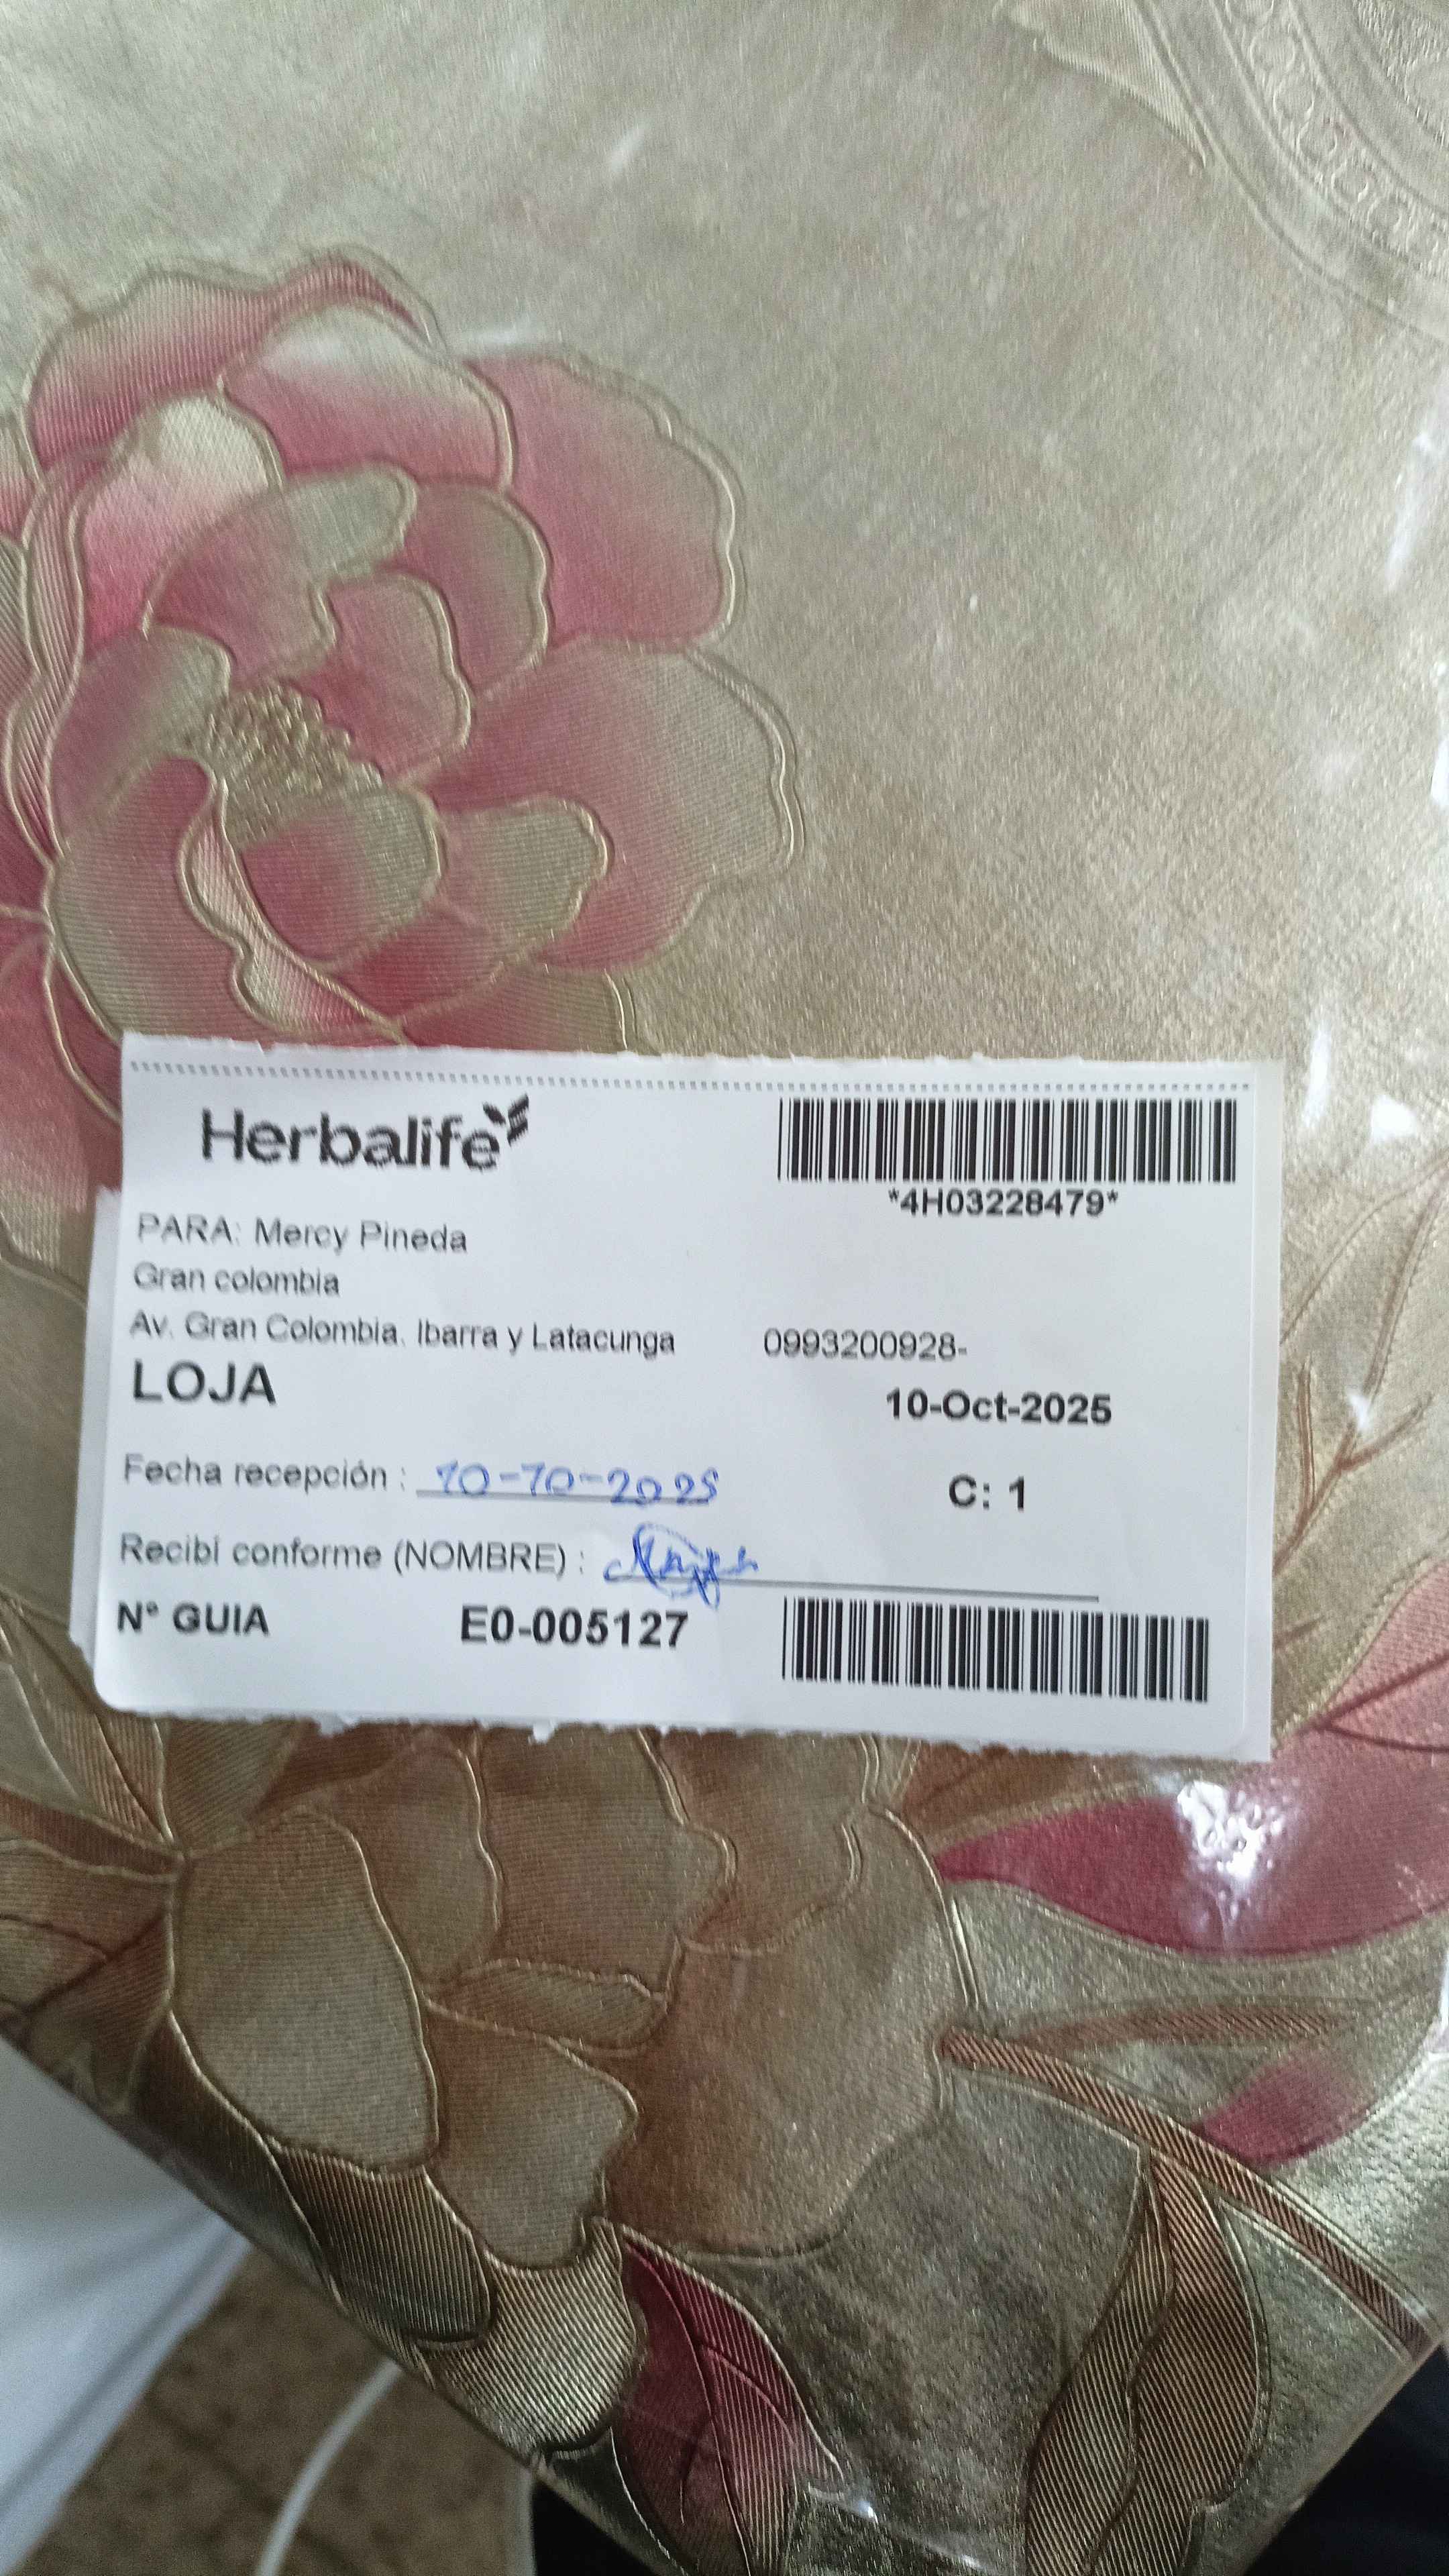 Herbalife
*4H03228479*
PARA: Mercy Pineda
Gran colombia
Av. Gran Colombia. Ibarra y Latacunga 0993200928-
LOJA
10-Oct-2025
Fecha recepción : 10-10-2025
C: 1
Recibí conforme (NOMBRE) :
N° GUIA E0-005127